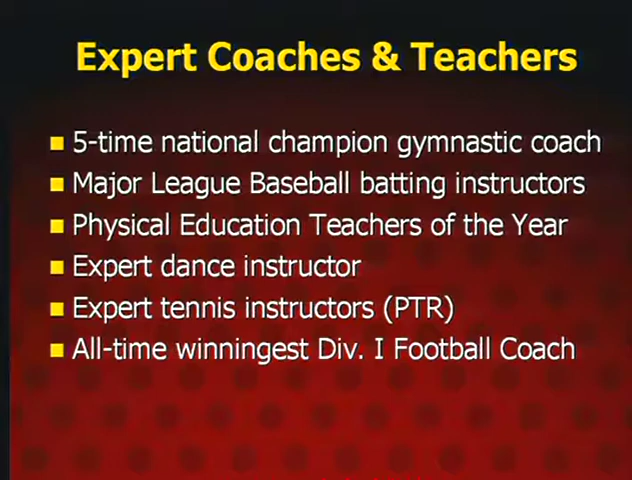 Expert Coaches & Teachers
5-time national champion gymnastic coach
Major League Baseball batting instructors
Physical Education Teachers of the Year
Expert dance instructor
Expert tennis instructors (PTR)
All-time winningest Div. I Football Coach